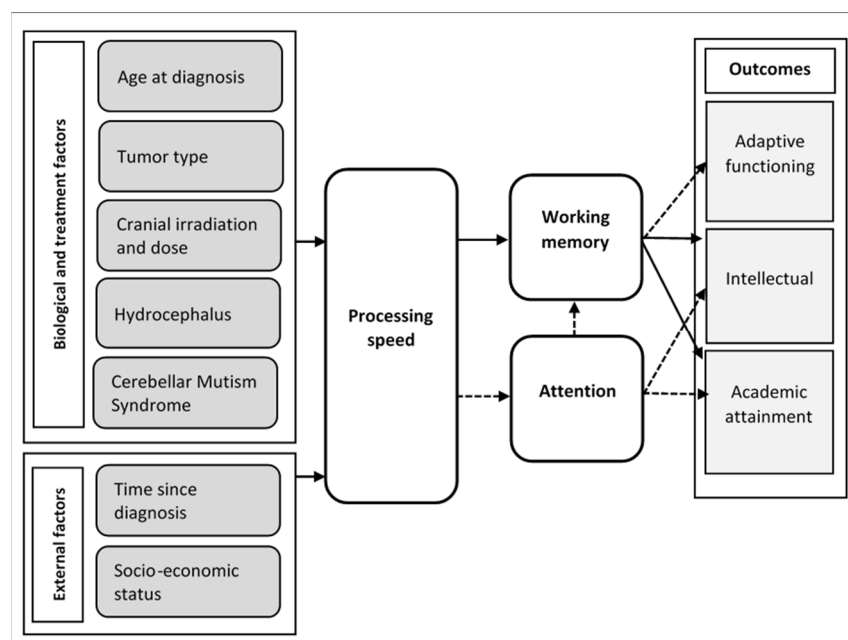 Biological and treatment factors
Age at diagnosis
Tumor type
Cranial irradiation
and dose
Hydrocephalus
Cerebellar Mutism
Syndrome
External factors
Time since
diagnosis
Socio-economic
status
Processing
speed
Working
memory
Attention
Outcomes
Adaptive
functioning
Intellectual
Academic
attainment